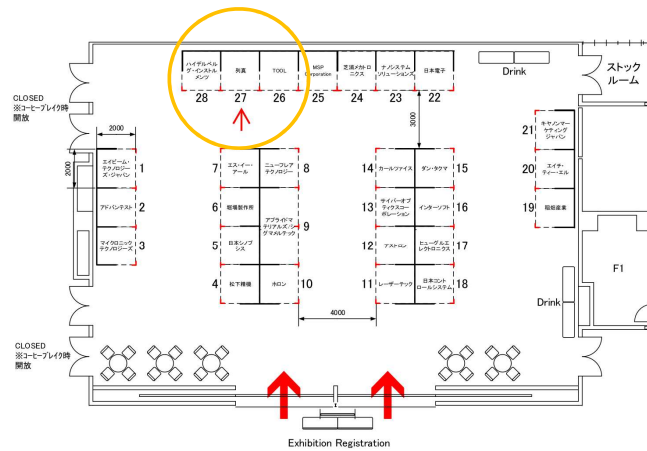 ハイデルベル
グ・インストル
メンツ
列真
TOOL
MSP
Corporation
芝浦メカトロ
ニクス
ナノシステム
ソリューションズ
日本電子
28
27
26
25
24
23
22
Drink
ストック
ルーム
CLOSED
※コーヒーブレイク時
開放
2000
2000
3000
エイビーム・
テクノロジー
ズ・ジャパン
1
アドバンテスト
2
マイクロニック
テクノロジーズ
3
7
エス・イー・
アール
ニューフレア
テクノロジー
8
6
堀場製作所
アプライドマ
テリアルズ/シ
グマメルテック
9
5
日本シノプ
シス
4
松下精機
ホロン
10
14
カールツァイス
ダン・タクマ
15
13
サイバーオプ
ティクスコー
ポレーション
インターソフト
16
12
アストロン
ヒューグルエ
レクトロニクス
17
11
レーザーテック
日本コント
ロールシステム
18
21
キヤノンマー
ケティング
ジャパン
20
エイチ・
ティー・エル
19
4000
Drink
F1
CLOSED
※コーヒーブレイク時
開放
Exhibition Registration